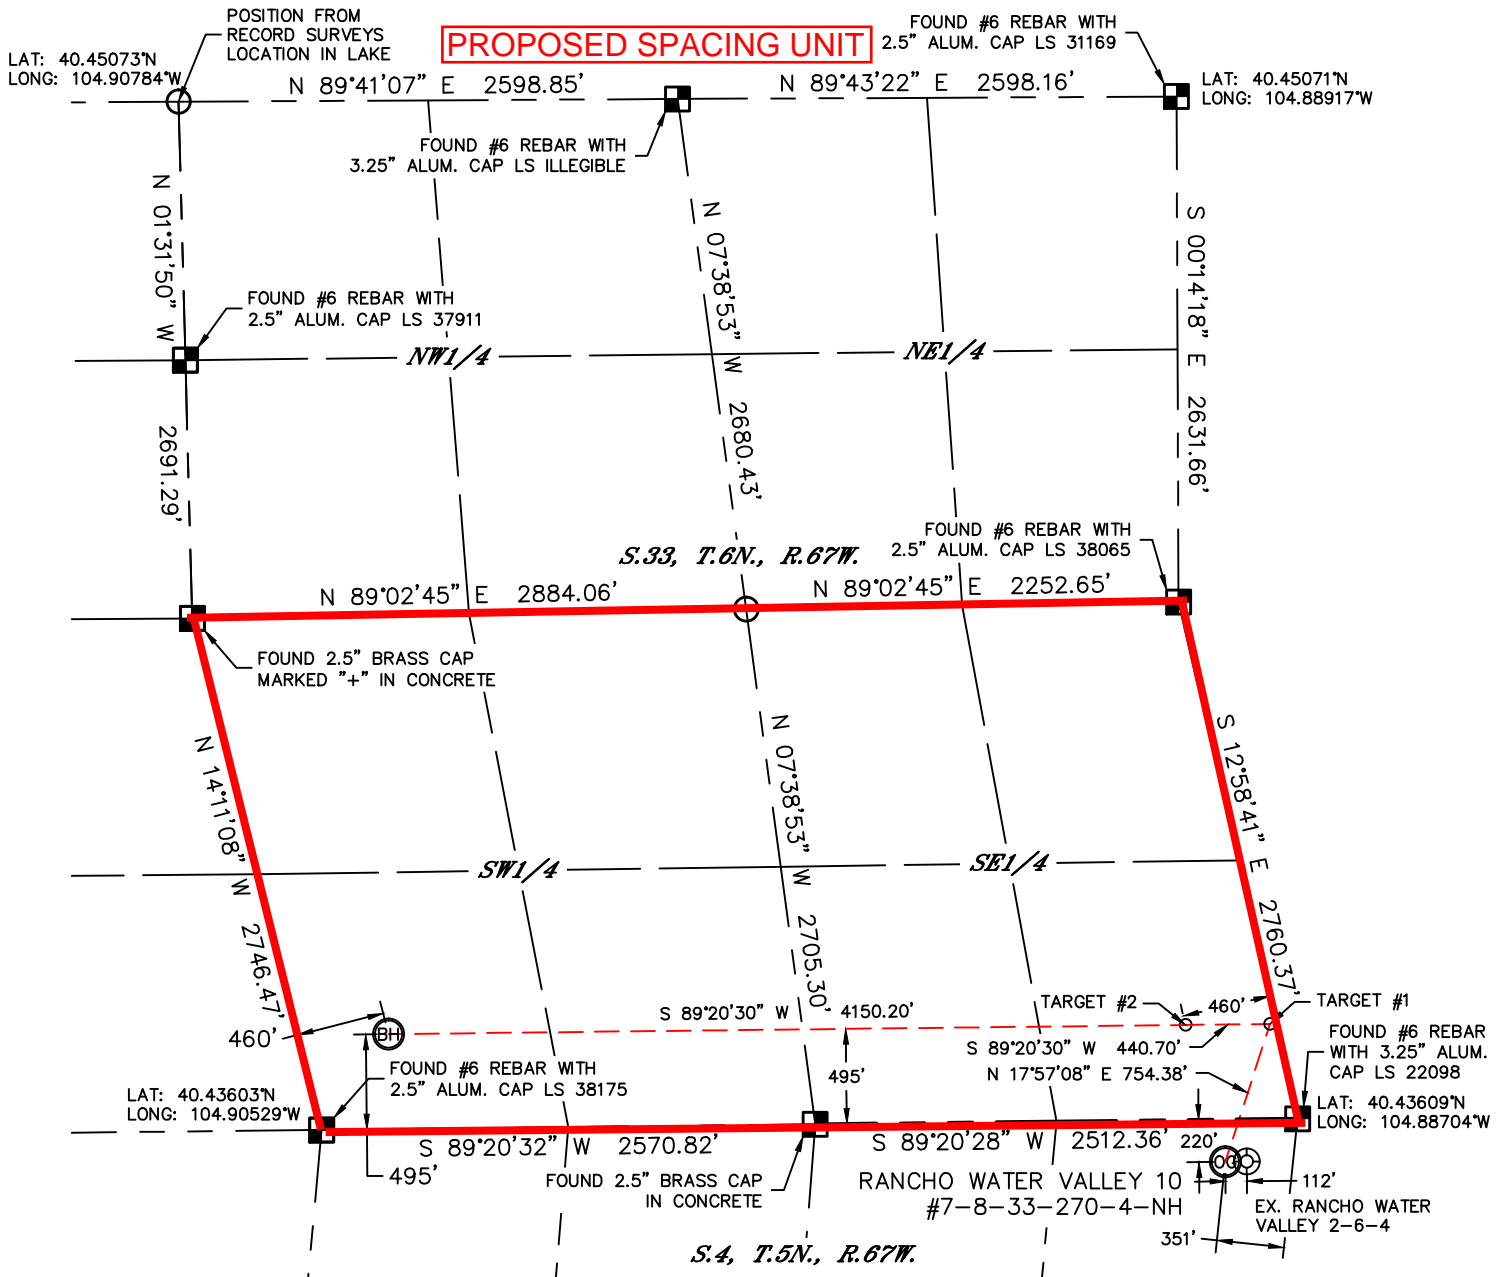 POSITION FROM
RECORD SURVEYS
LOCATION IN LAKE
PROPOSED SPACING UNIT
FOUND #6 REBAR WITH
2.5" ALUM. CAP LS 31169
LAT: 40.45073°N
LONG: 104.90784°W
N 89°41'07" E 2598.85'
N 89°43'22" E 2598.16'
LAT: 40.45071°N
LONG: 104.88917°W
FOUND #6 REBAR WITH
3.25" ALUM. CAP LS ILLEGIBLE
N 01°31'50" W 2691.29'
N 07°38'53" W 2680.43'
S 00°14'18" E 2631.66'
FOUND #6 REBAR WITH
2.5" ALUM. CAP LS 37911
NW1/4
NE1/4
FOUND #6 REBAR WITH
2.5" ALUM. CAP LS 38065
S.33, T.6N., R.67W.
N 89°02'45" E 2884.06'
N 89°02'45" E 2252.65'
FOUND 2.5" BRASS CAP
MARKED "+" IN CONCRETE
N 14°11'08" W 2746.47'
N 07°38'53" W 2705.30'
S 12°58'41" E 2760.37'
SW1/4
SE1/4
TARGET #2
460'
TARGET #1
S 89°20'30" W 4150.20'
460'
BH
S 89°20'30" W 440.70'
N 17°57'08" E 754.38'
495'
FOUND #6 REBAR
WITH 3.25" ALUM.
CAP LS 22098
FOUND #6 REBAR WITH
2.5" ALUM. CAP LS 38175
LAT: 40.43603°N
LONG: 104.90529°W
LAT: 40.43609°N
LONG: 104.88704°W
S 89°20'32" W 2570.82'
S 89°20'28" W 2512.36'
220'
495'
FOUND 2.5" BRASS CAP
IN CONCRETE
OG
RANCHO WATER VALLEY 10
#7-8-33-270-4-NH
112'
EX. RANCHO WATER
VALLEY 2-6-4
351'
S.4, T.5N., R.67W.